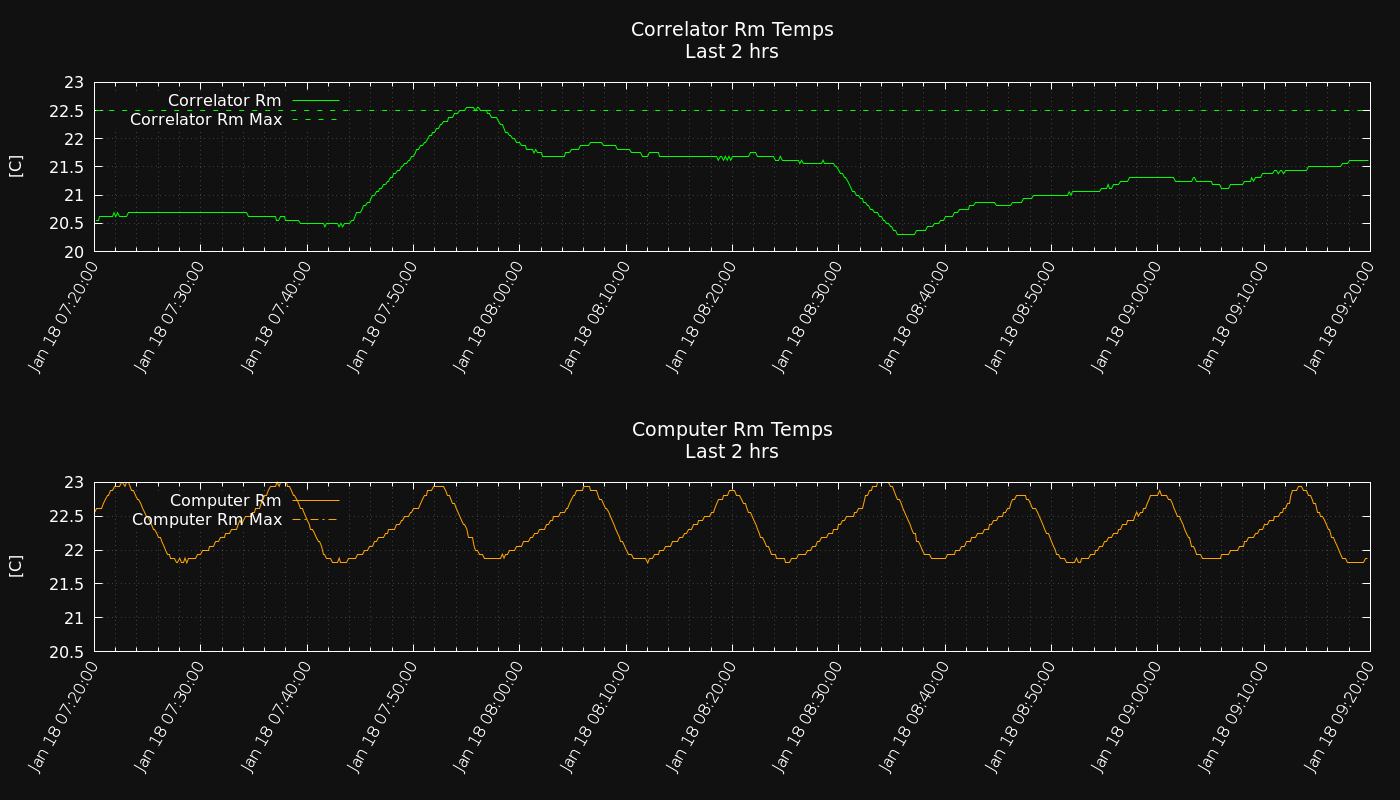 Correlator Rm Temps
Last 2 hrs
23
Correlator Rm
22.5
Correlator Rm Max
22
21.5
[C]
21
20.5
20
Jan 18 07:20:00
Jan 18 07:30:00
Jan 18 07:40:00
Jan 18 07:50:00
Jan 18 08:00:00
Jan 18 08:10:00
Jan 18 08:20:00
Jan 18 08:30:00
Jan 18 08:40:00
Jan 18 08:50:00
Jan 18 09:00:00
Jan 18 09:10:00
Jan 18 09:20:00
Computer Rm Temps
Last 2 hrs
23
Computer Rm
22.5
Computer Rm Max
22
[C]
21.5
21
20.5
Jan 18 07:20:00
Jan 18 07:30:00
Jan 18 07:40:00
Jan 18 07:50:00
Jan 18 08:00:00
Jan 18 08:10:00
Jan 18 08:20:00
Jan 18 08:30:00
Jan 18 08:40:00
Jan 18 08:50:00
Jan 18 09:00:00
Jan 18 09:10:00
Jan 18 09:20:00